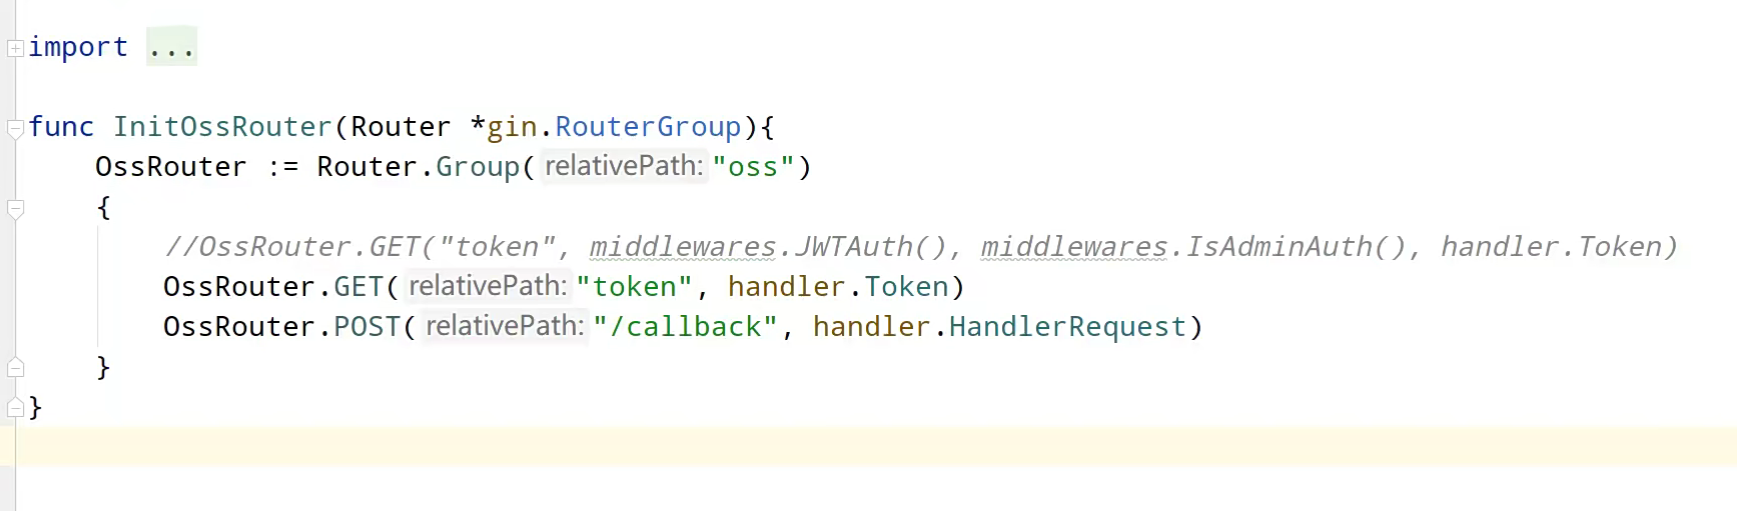 import ...
func InitOssRouter(Router *gin.RouterGroup){
OssRouter := Router.Group( relativePath: "oss")
{
//OssRouter.GET("token", middlewares.JWTAuth(), middlewares.IsAdminAuth(), handler.Token)
OssRouter.GET( relativePath: "token", handler.Token)
OssRouter.POST( relativePath: "/callback", handler.HandlerRequest)
}
}